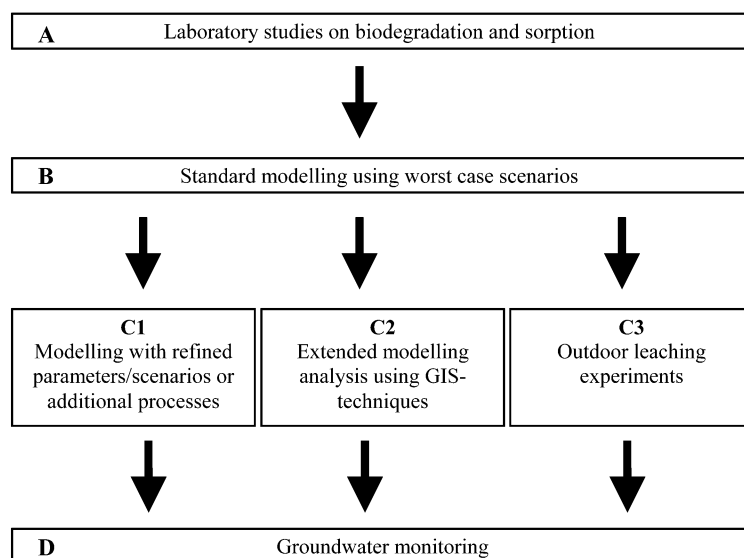 A Laboratory studies on biodegradation and sorption
B Standard modelling using worst case scenarios
C1
Modelling with refined
parameters/scenarios or
additional processes
C2
Extended modelling
analysis using GIS-
techniques
C3
Outdoor leaching
experiments
D Groundwater monitoring